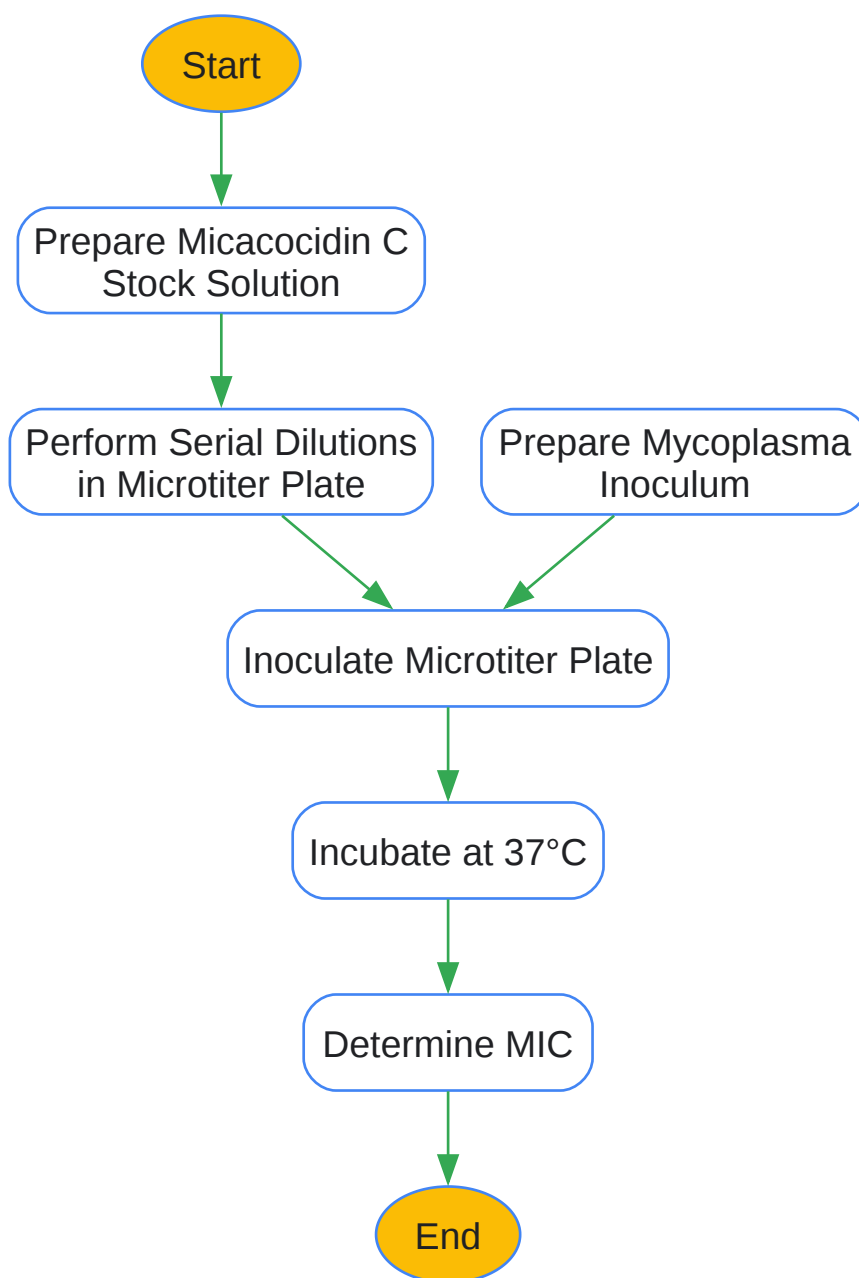 Start
Prepare Micacocidin C
Stock Solution
Perform Serial Dilutions
in Microtiter Plate
Prepare Mycoplasma
Inoculum
Inoculate Microtiter Plate
Incubate at 37°C
Determine MIC
End